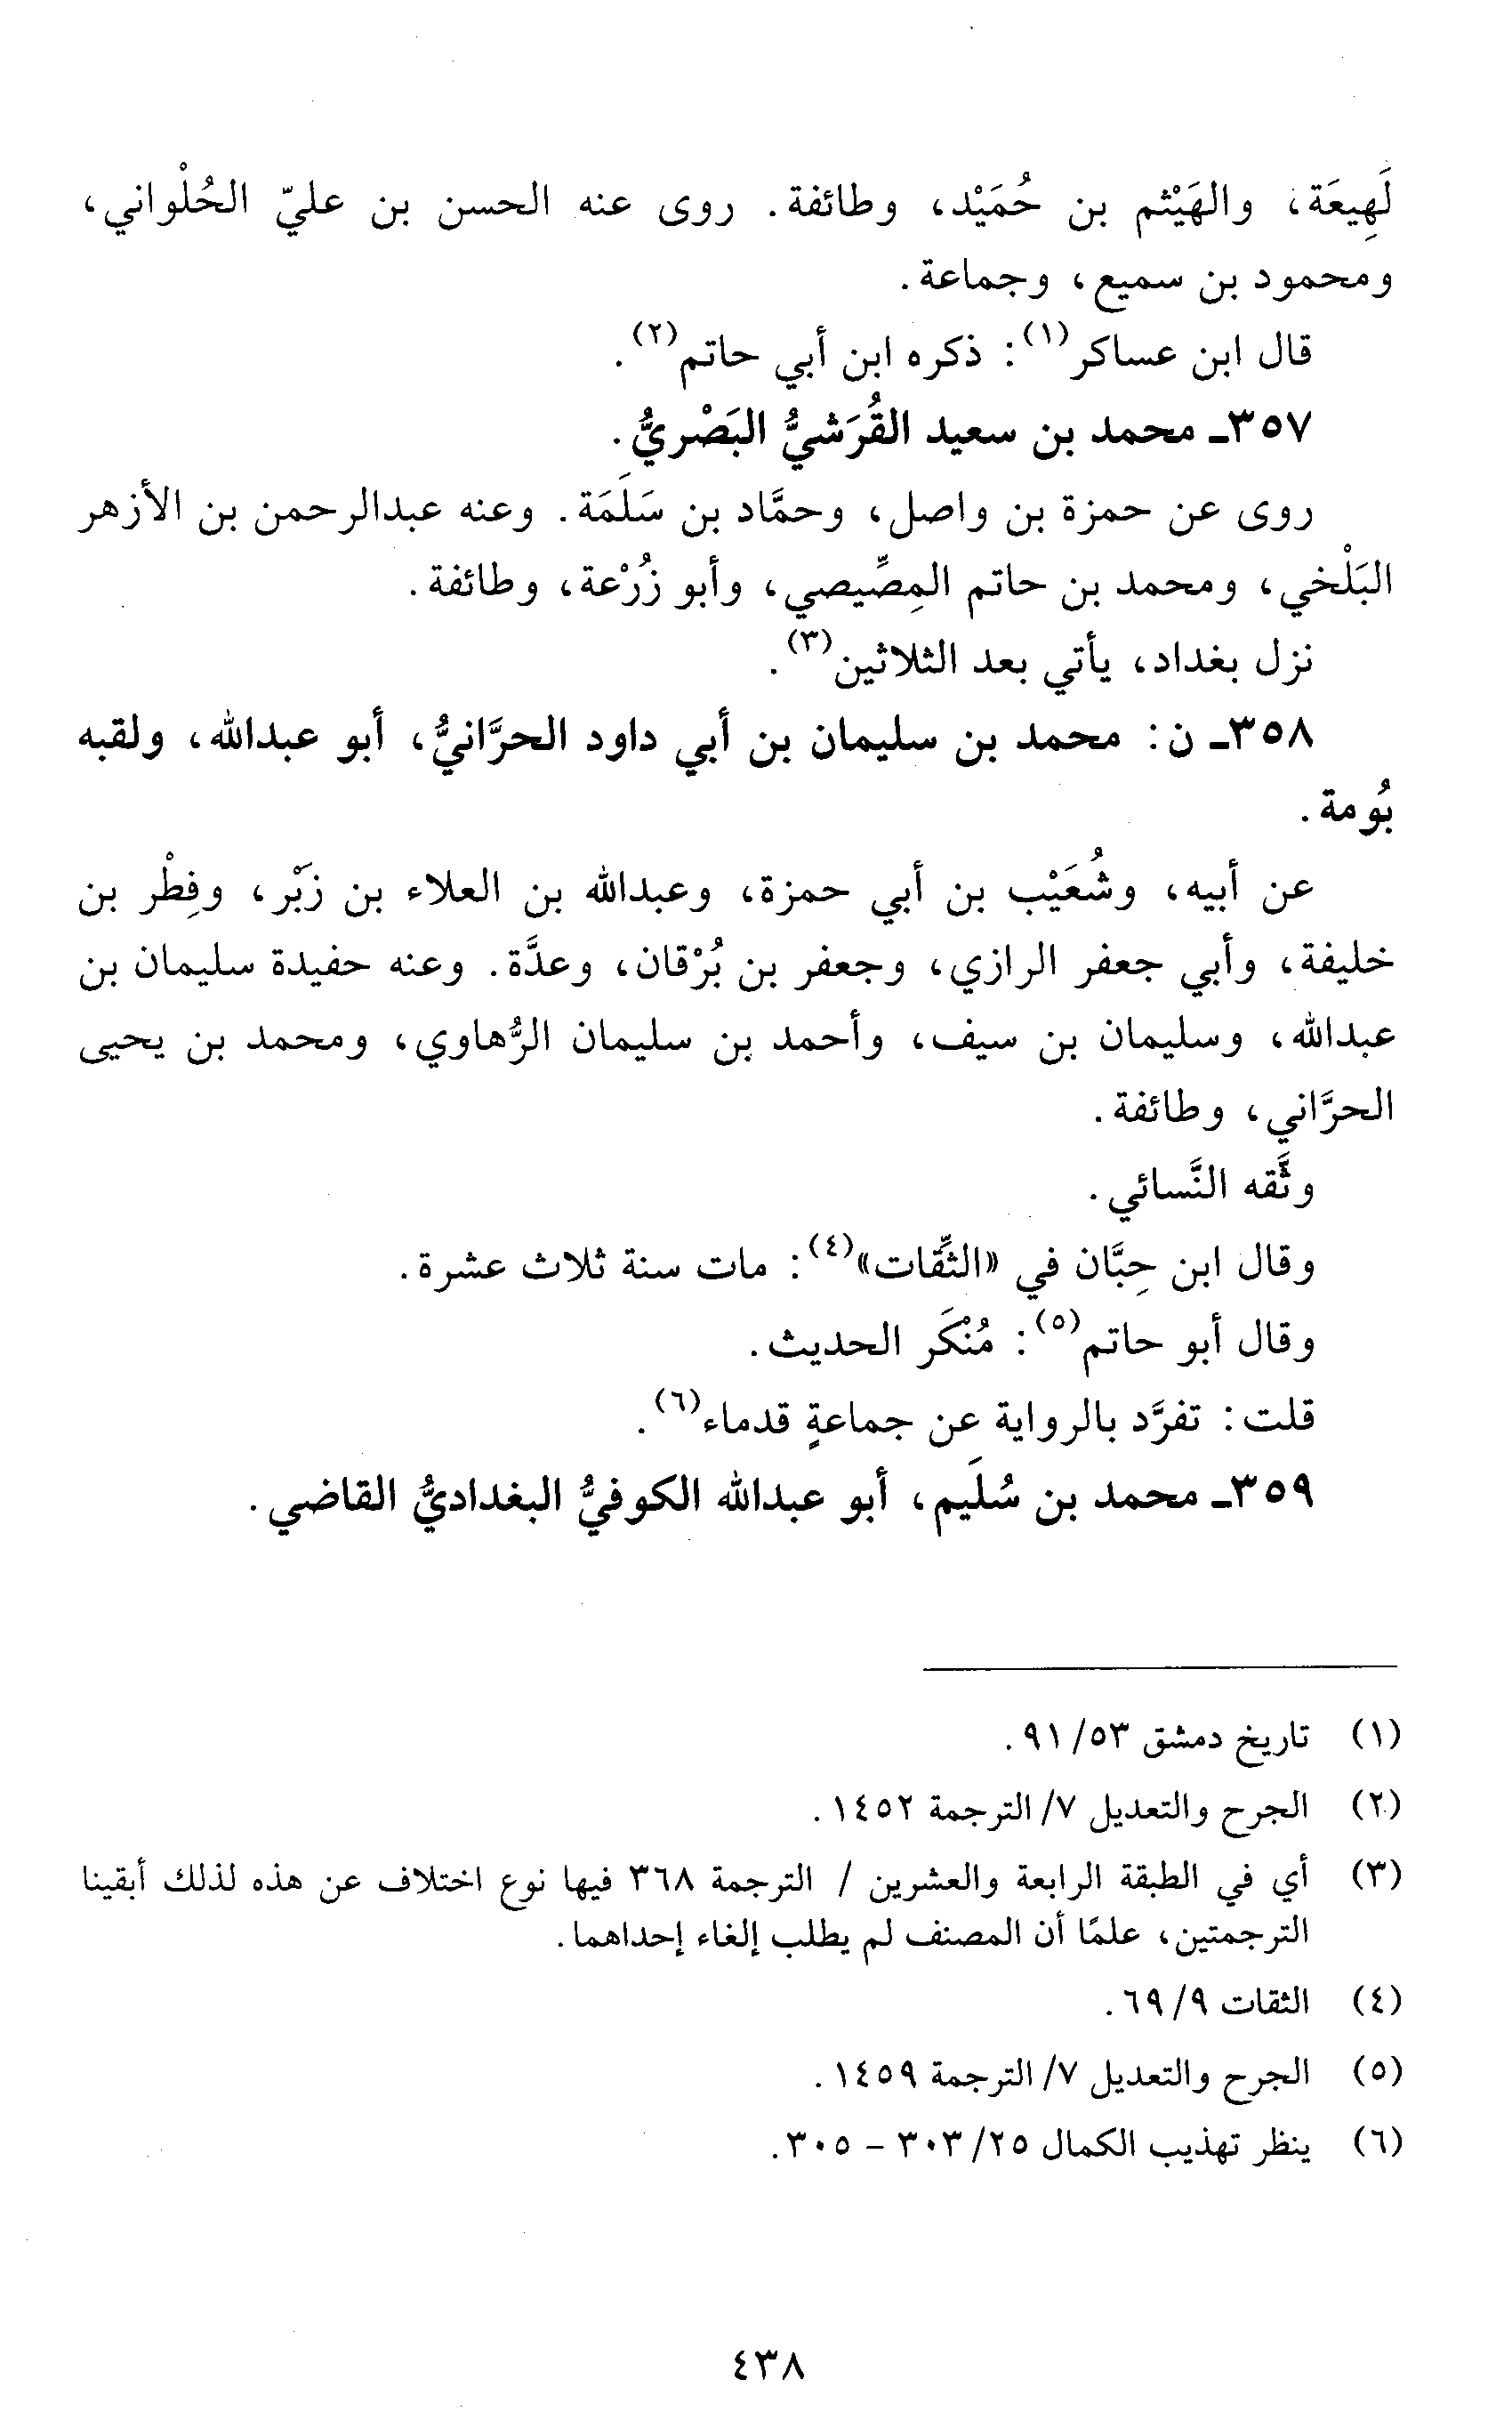 لَهِيعَة، والهَيْثم بن حُمَيْد، وطائفة. روى عنه الحسن بن عليّ الحُلْواني،
ومحمود بن سميع، وجماعة.
قال ابن عساكر(١): ذكره ابن أبي حاتم(٢).
٣٥٧ـ محمد بن سعيد القُرَشيُّ البَصْريُّ.
روى عن حمزة بن واصل، وحمَّاد بن سَلَمَة. وعنه عبدالرحمن بن الأزهر
البَلْخي، ومحمد بن حاتم المِصِّيصي، وأبو زُرْعة، وطائفة.
نزل بغداد، يأتي بعد الثلاثين(٣).
٣٥٨ـ ن: محمد بن سليمان بن أبي داود الحرَّانيُّ، أبو عبدالله، ولقبه
بُومة.
عن أبيه، وشُعَيْب بن أبي حمزة، وعبدالله بن العلاء بن زَبْر، وفِطْر بن
خليفة، وأبي جعفر الرازي، وجعفر بن بُرْقان، وعدَّة. وعنه حفيدة سليمان بن
عبدالله، وسليمان بن سيف، وأحمد بن سليمان الرُّهاوي، ومحمد بن يحيى
الحرَّاني، وطائفة.
وثَّقه النَّسائي.
وقال ابن حِبَّان في «الثِّقات»(٤): مات سنة ثلاث عشرة.
وقال أبو حاتم(٥): مُنْكَر الحديث.
قلت: تفرَّد بالرواية عن جماعةٍ قدماء(٦).
٣٥٩ـ محمد بن سُلَيم، أبو عبدالله الكوفيُّ البغداديُّ القاضي.
(١) تاريخ دمشق ٥٣/ ٩١.
(٢) الجرح والتعديل ٧/ الترجمة ١٤٥٢.
(٣) أي في الطبقة الرابعة والعشرين / الترجمة ٣٦٨ فيها نوع اختلاف عن هذه لذلك أبقينا
الترجمتين، علمًا أن المصنف لم يطلب إلغاء إحداهما.
(٤) الثقات ٩/ ٦٩.
(٥) الجرح والتعديل ٧/ الترجمة ١٤٥٩.
(٦) ينظر تهذيب الكمال ٢٥/ ٣٠٣ - ٣٠٥.
٤٣٨